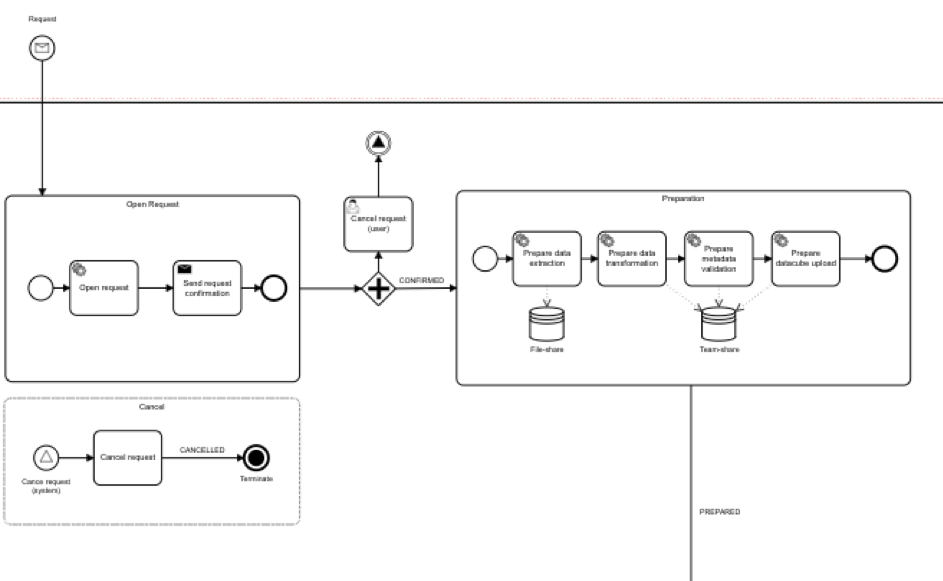 Request
Open Request
Open request
Send request
confirmation
Cancel request
(user)
CONFIRMED
Preparation
Prepare data
extraction
Prepare data
transformation
Prepare
metadata
validation
Prepare
datacube upload
File-share
Team-share
Cancel
Cance request
(system)
Cancel request
CANCELLED
Terminate
PREPARED